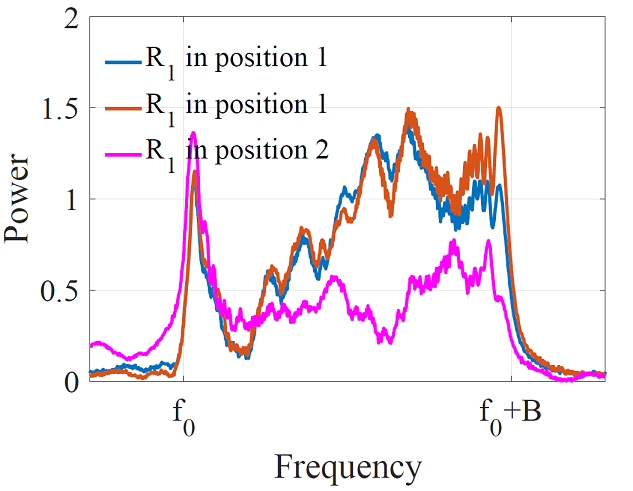 2
1.5
1
0.5
0
Power
R1 in position 1
R1 in position 1
R1 in position 2
f0
f0+B
Frequency